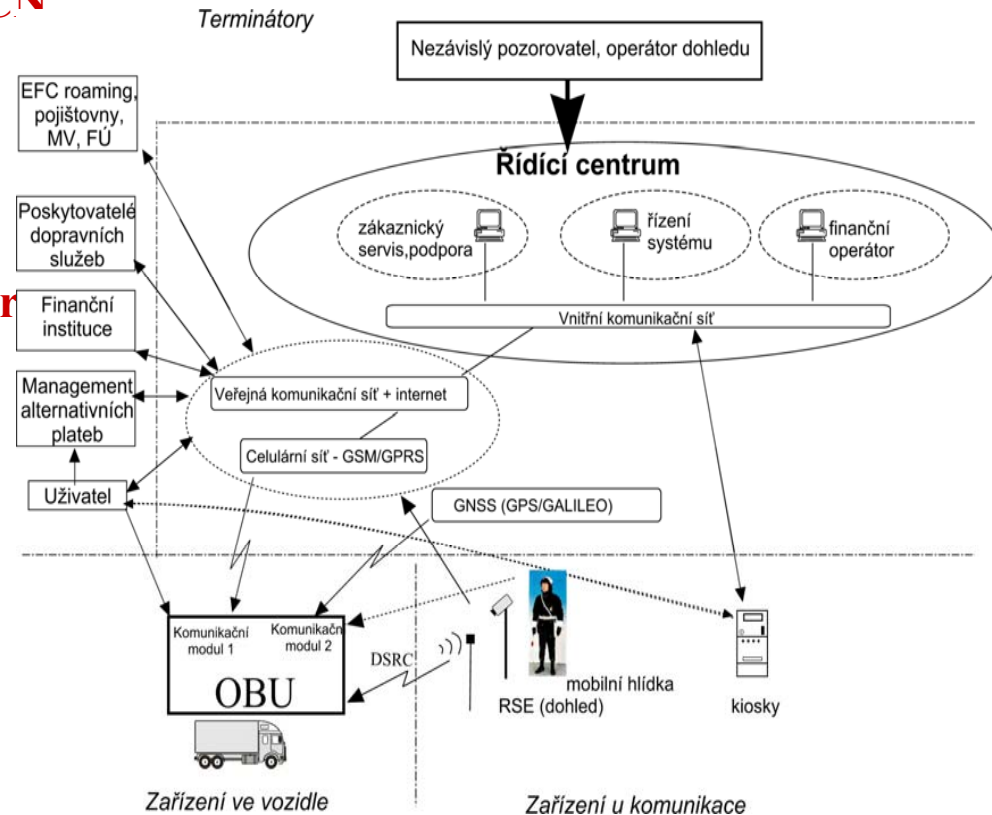 CN
Terminátory
Nezávislý pozorovatel, operátor dohledu
EFC roaming,
pojištovny,
MV, FÚ
Řídící centrum
zákaznický
servis,podpora
řízení
systému
finanční
operátor
Poskytovatelé
dopravních
služeb
r
Finanční
instituce
Vnitřní komunikační síť
Management
alternativních
plateb
Veřejná komunikační síť + internet
Celulární síť - GSM/GPRS
Uživatel
GNSS (GPS/GALILEO)
Komunikační
modul 1
Komunikačn
modul 2
OBU
DSRC
mobilní hlídka
RSE (dohled)
kiosky
Zařízení ve vozidle
Zařízení u komunikace